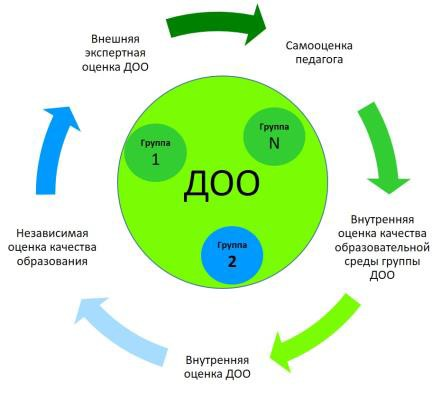 Внешняя
экспертная
оценка ДОО
Самооценка
педагога
Группа
1
Группа
N
ДОО
Группа
2
Независимая
оценка качества
образования
Внутренняя
оценка качества
образовательной
среды группы
ДОО
Внутренняя
оценка ДОО